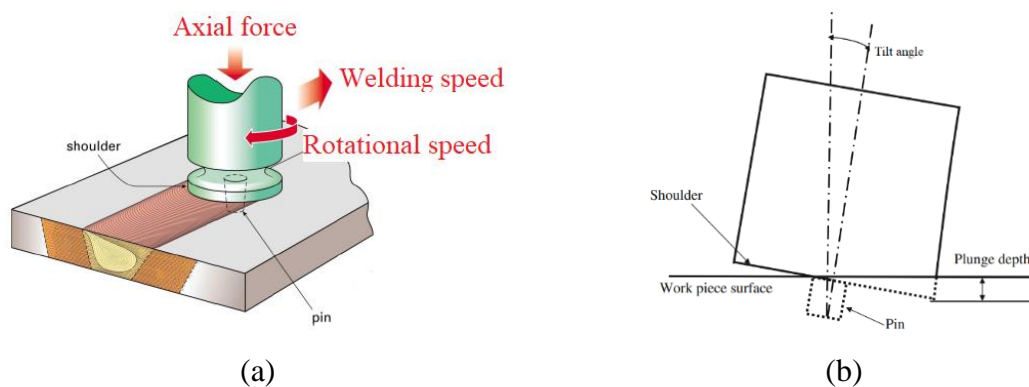 Axial force
Welding speed
Rotational speed
shoulder
pin
(a)
Tilt angle
Shoulder
Plunge depth
Work piece surface
Pin
(b)